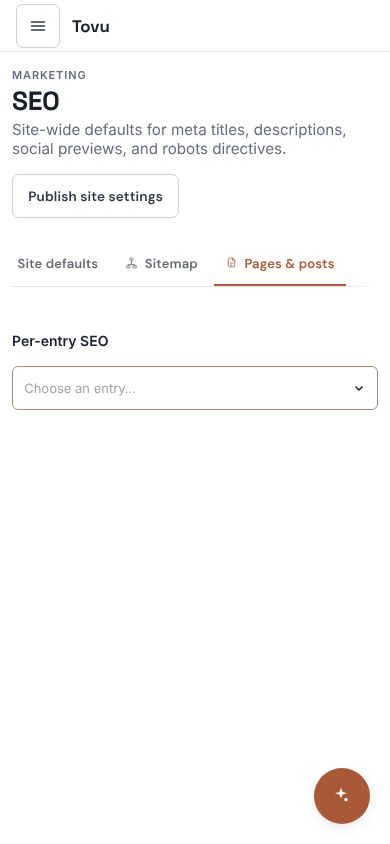 Tovu
MARKETING
SEO
Site-wide defaults for meta titles, descriptions,
social previews, and robots directives.
Publish site settings
Site defaults
Sitemap
Pages & posts
Per-entry SEO
Choose an entry...